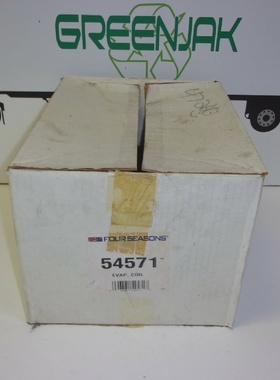 GREENJAK
FOUR SEASONS
54571
EVAP, COIL